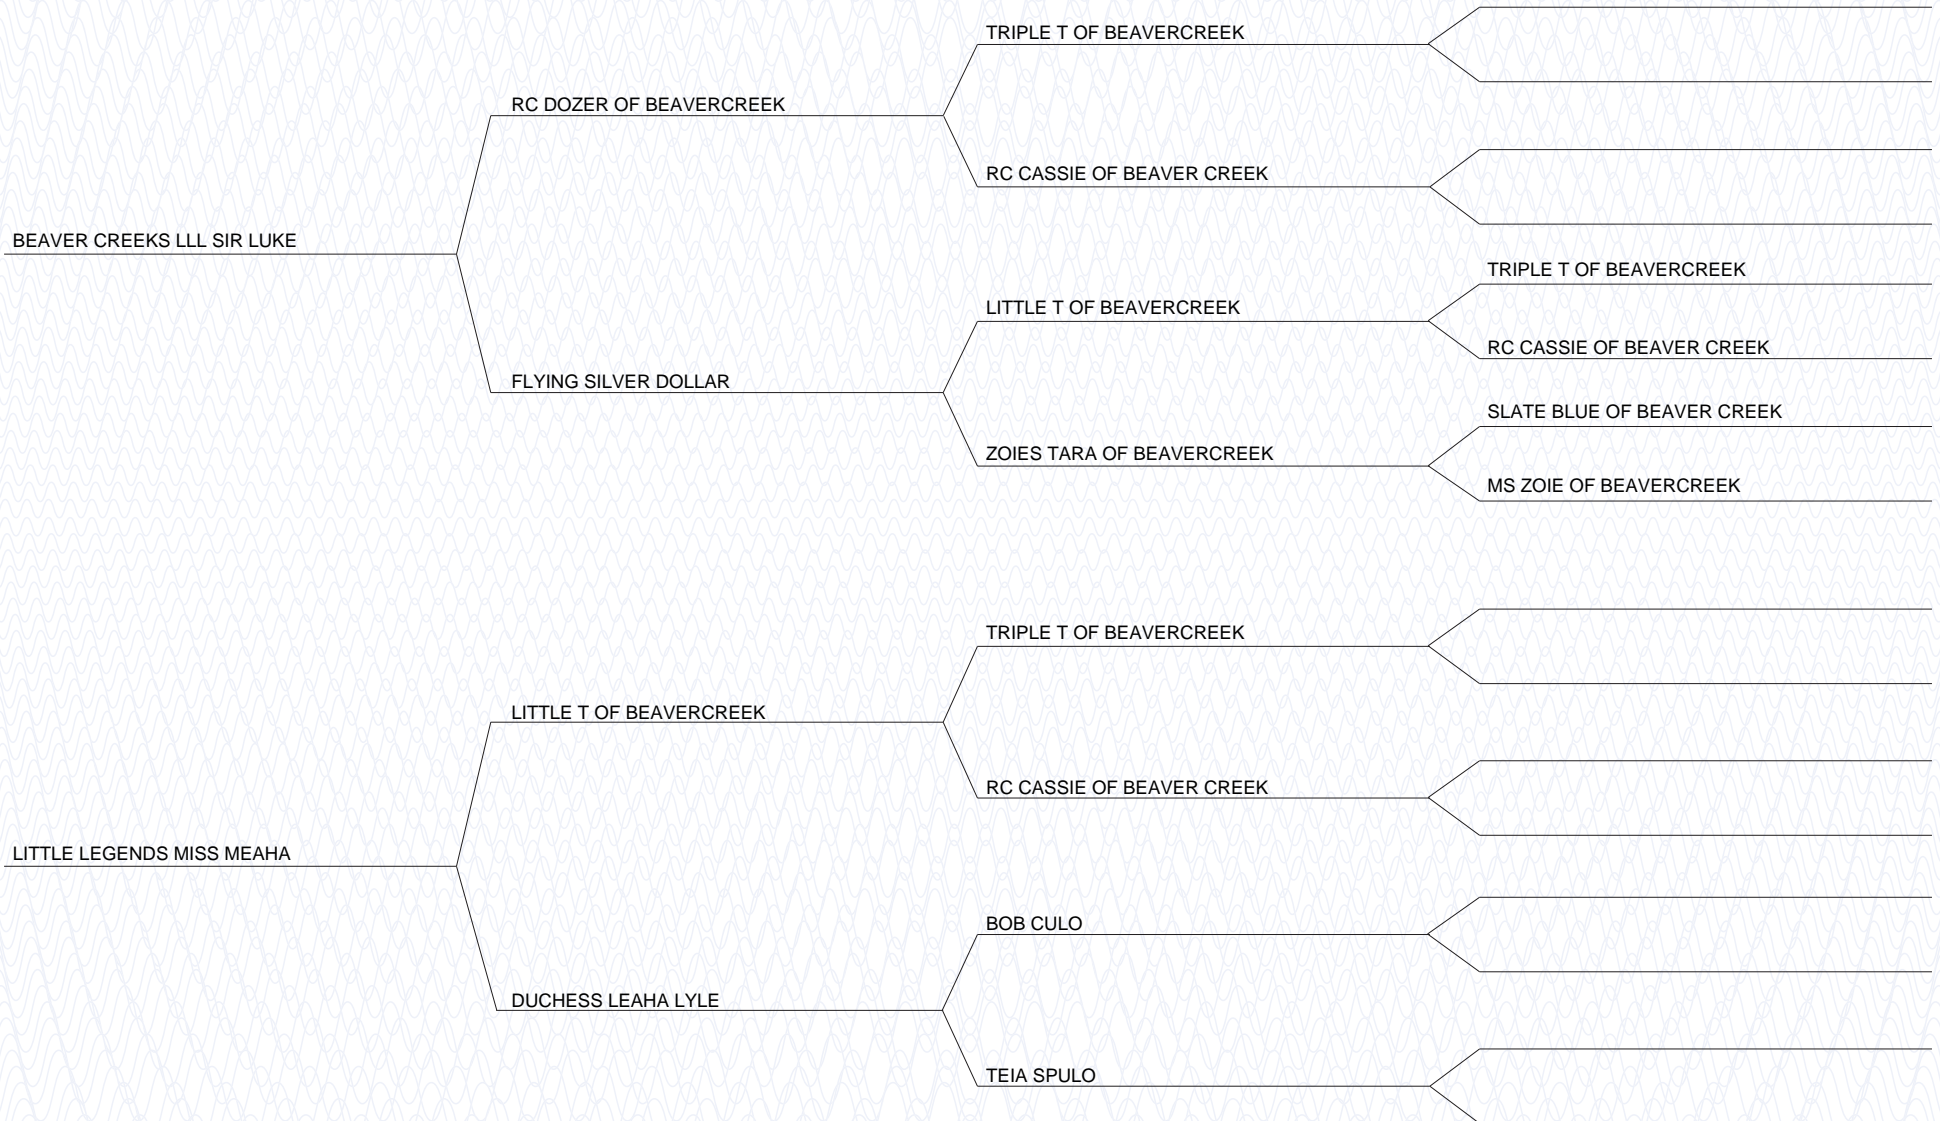 TRIPLE T OF BEAVERCREEK
RC DOZER OF BEAVERCREEK
RC CASSIE OF BEAVER CREEK
BEAVER CREEKS LLL SIR LUKE
TRIPLE T OF BEAVERCREEK
LITTLE T OF BEAVERCREEK
RC CASSIE OF BEAVER CREEK
FLYING SILVER DOLLAR
SLATE BLUE OF BEAVER CREEK
ZOIES TARA OF BEAVERCREEK
MS ZOIE OF BEAVERCREEK
TRIPLE T OF BEAVERCREEK
LITTLE T OF BEAVERCREEK
RC CASSIE OF BEAVER CREEK
LITTLE LEGENDS MISS MEAHA
BOB CULO
DUCHESS LEAHA LYLE
TEIA SPULO